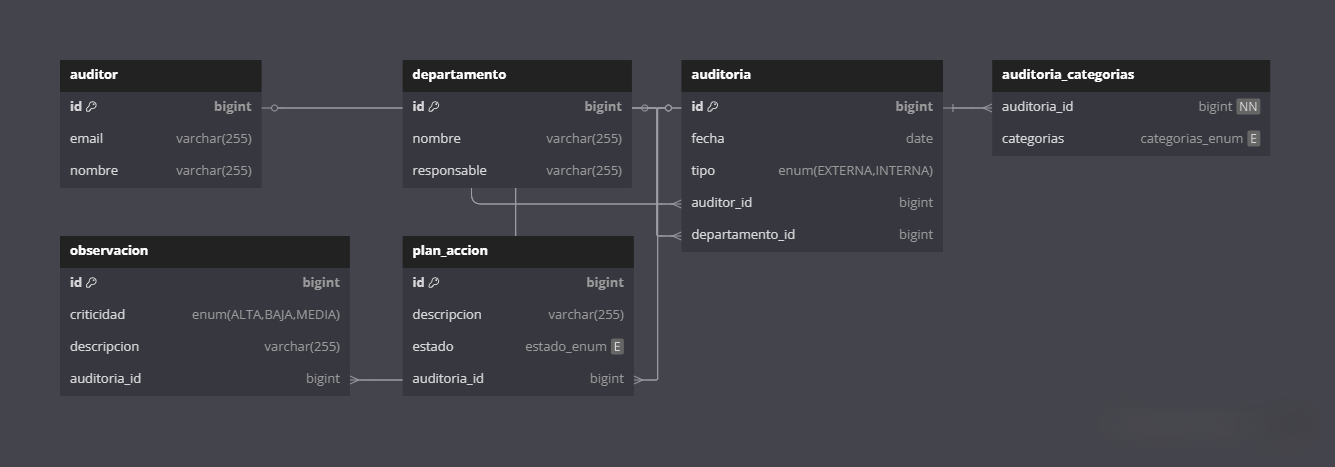 auditor
id bigint
email varchar(255)
nombre varchar(255)
departamento
id bigint
nombre varchar(255)
responsable varchar(255)
auditoria
id bigint
fecha date
tipo enum(EXTERNA,INTERNA)
auditor_id bigint
departamento_id bigint
auditoria_categorias
auditoria_id bigint NN
categorias categorias_enum E
observacion
id bigint
criticidad enum(ALTA,BAJA,MEDIA)
descripcion varchar(255)
auditoria_id bigint
plan_accion
id bigint
descripcion varchar(255)
estado estado_enum E
auditoria_id bigint